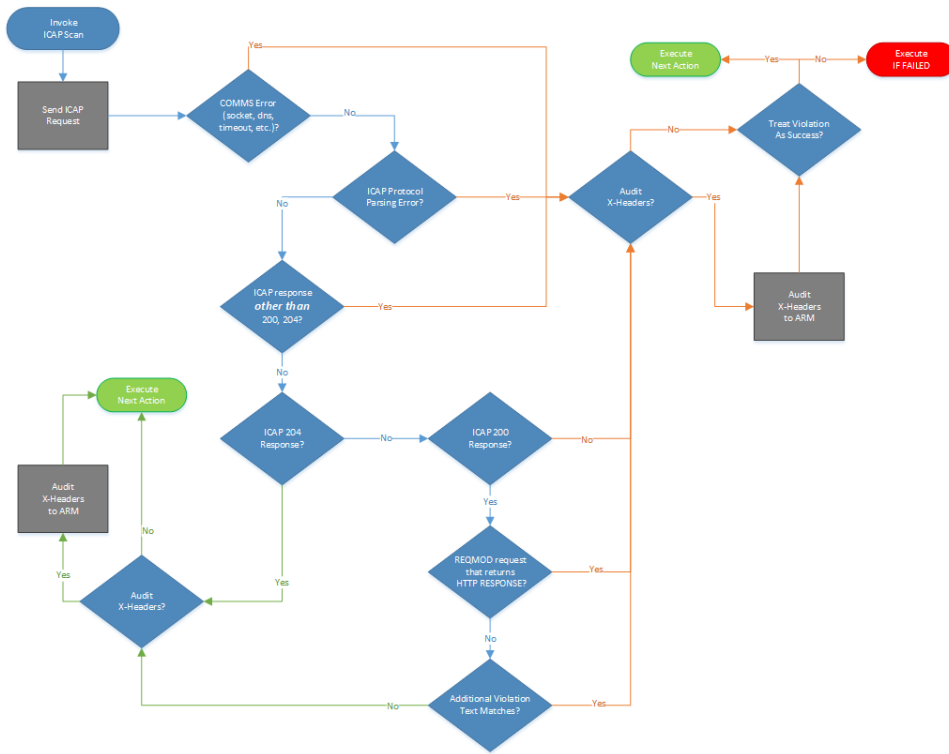 Invoke
ICAP Scan
Send ICAP
Request
COMMS Error
(socket, dns,
timeout, etc.)?
Yes
No
ICAP Protocol
Parsing Error?
No
Yes
ICAP response
other than
200, 204?
Yes
No
ICAP 204
Response?
No
Yes
ICAP 200
Response?
No
Yes
REQMOD request
that returns
HTTP RESPONSE?
Yes
No
Additional Violation
Text Matches?
Yes
No
Audit
X-Headers?
Yes
No
Audit
X-Headers
to ARM
Execute
Next Action
Audit
X-Headers?
No
Yes
Audit
X-Headers
to ARM
Treat Violation
As Success?
Yes
No
Execute
Next Action
Execute
IF FAILED